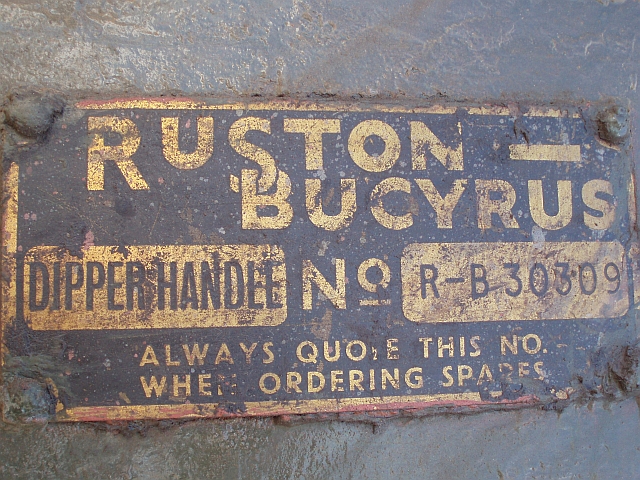 RUSTON-
BUCYRUS
DIPPER HANDLE No R-B 30309
ALWAYS QUOTE THIS NO.
WHEN ORDERING SPARES